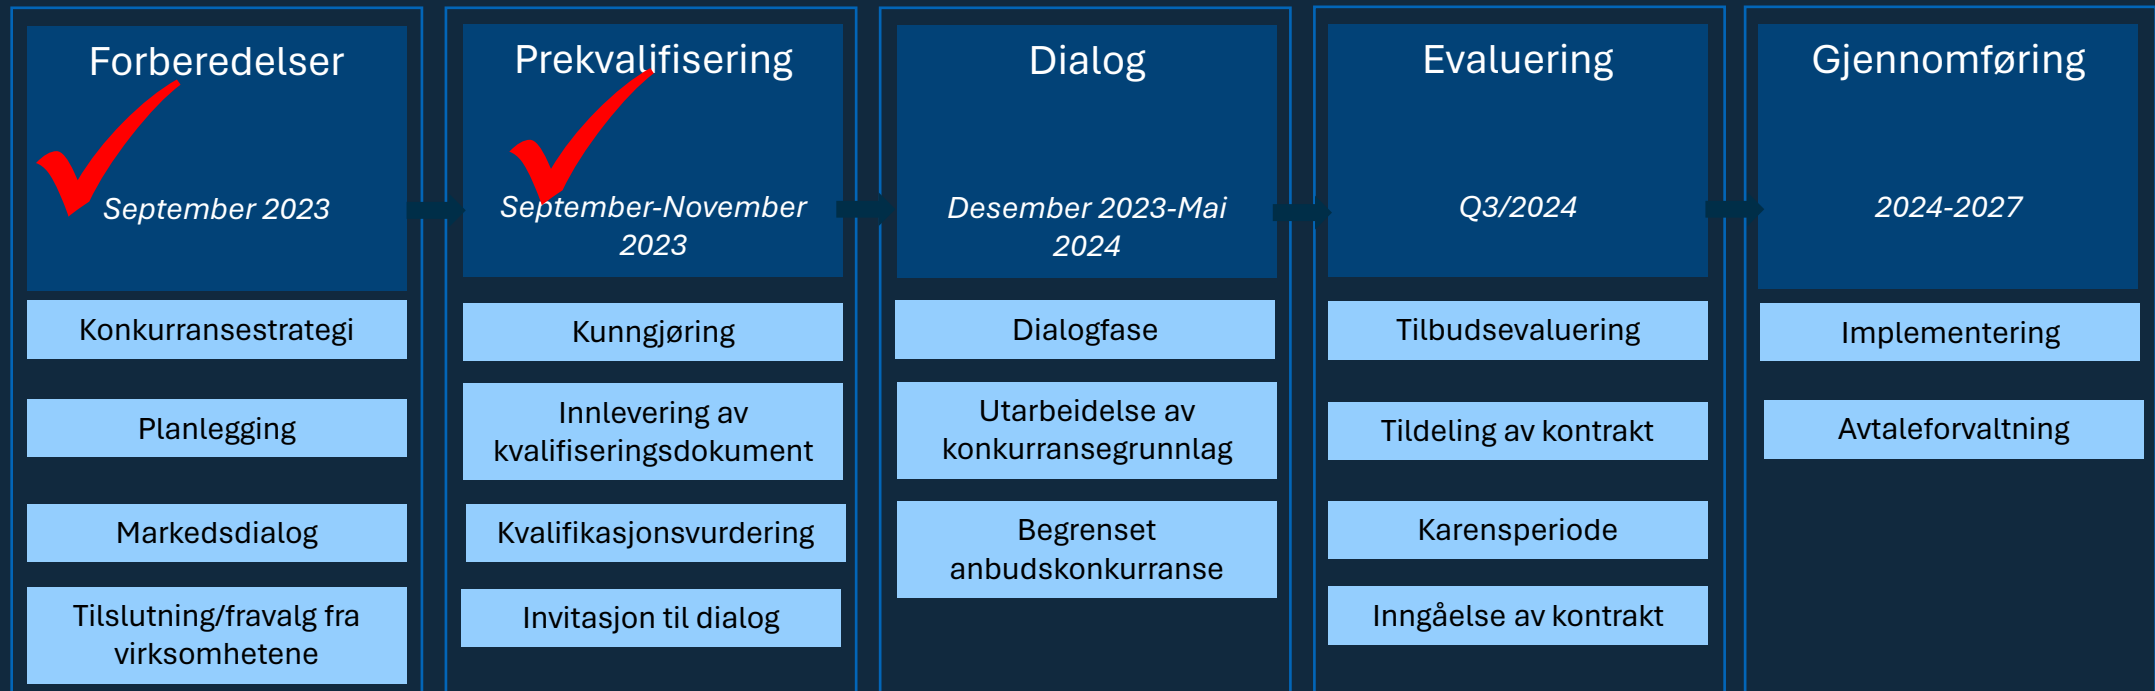 Forberedelser
September 2023
Konkurransestrategi
Planlegging
Markedsdialog
Tilslutning/fravalg fra
virksomhetene
Prekvalifisering
September-November
2023
Kunngjøring
Innlevering av
kvalifiseringsdokument
Kvalifikasjonsvurdering
Invitasjon til dialog
Dialog
Desember 2023-Mai
2024
Dialogfase
Utarbeidelse av
konkurransegrunnlag
Begrenset
anbudskonkurranse
Evaluering
Q3/2024
Tilbudsevaluering
Tildeling av kontrakt
Karensperiode
Inngåelse av kontrakt
Gjennomføring
2024-2027
Implementering
Avtaleforvaltning